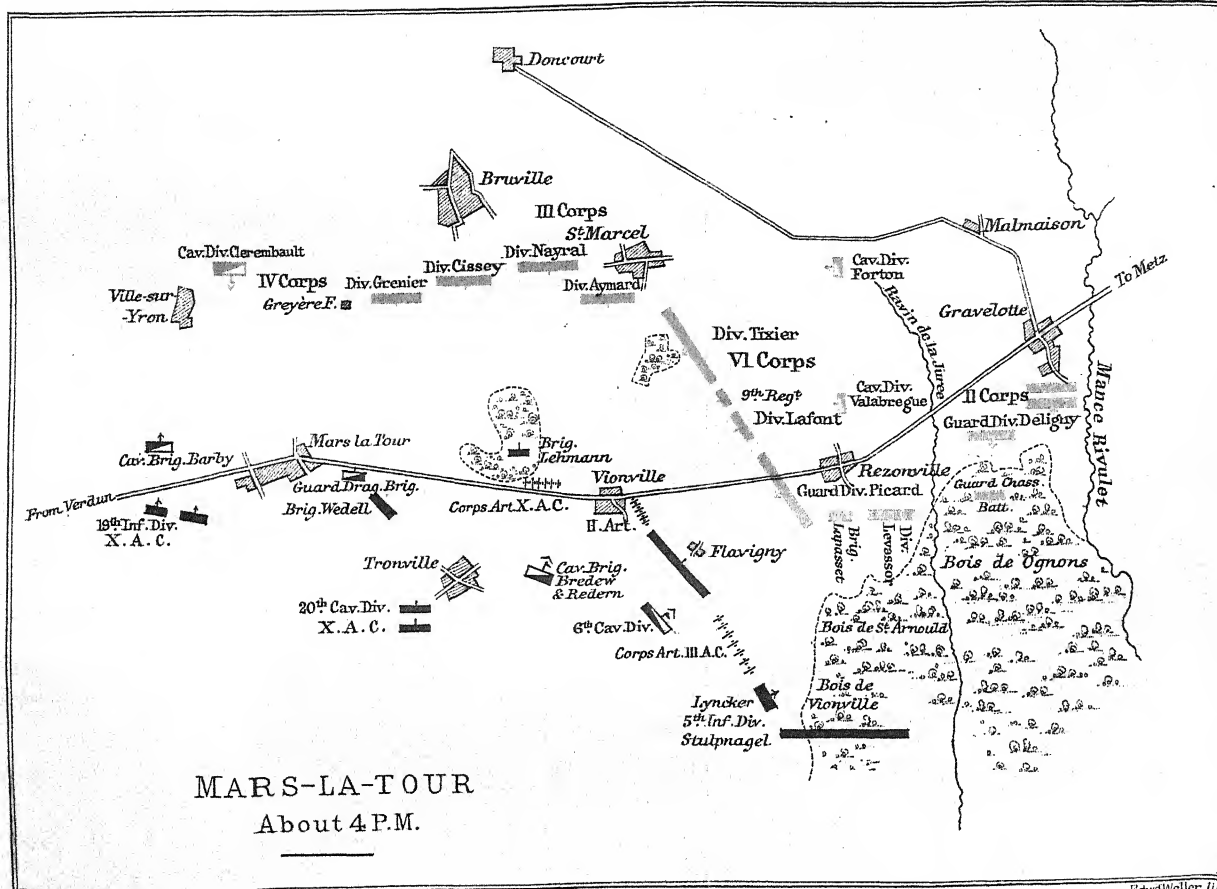 Doncourt
Bruville
III Corps
St Marcel
Malmaison
Cav. Div. Clerembault
Div. Nayral
Div. Cissey
IV Corps
Div. Grenier
Greyère F.
Div. Aymard
Cav. Div.
Forton
To Metz
Ville-sur
-Yron
Ravin de la Jurée
Gravelotte
Mance Rivulet
Div. Tixier
VI Corps
9th Regt
Div. Lafont
Cav. Div.
Valabregue
II Corps
Guard Div. Deligny
Mars la Tour
Cav. Brig. Barby
Brig.
Lehmann
Vionville
Rezonville
Guard Div. Picard
Guard Chass.
Batt.
From Verdun
Guard Drag. Brig.
Brig. Wedell
Corps Art. X.A.C.
II. Art.
19th Inf. Div.
X. A. C.
Flavigny
Brig.
Lapasset
Div.
Levassor
Bois de Ognons
Tronville
Cav. Brig.
Bredew
& Redern
20th Cav. Div.
X. A. C.
6th Cav. Div.
Corps Art. III A.C.
Bois de St Arnould
Bois de
Vionville
Lyncker
5th Inf. Div.
Stulpnagel.
MARS-LA-TOUR
About 4 P.M.